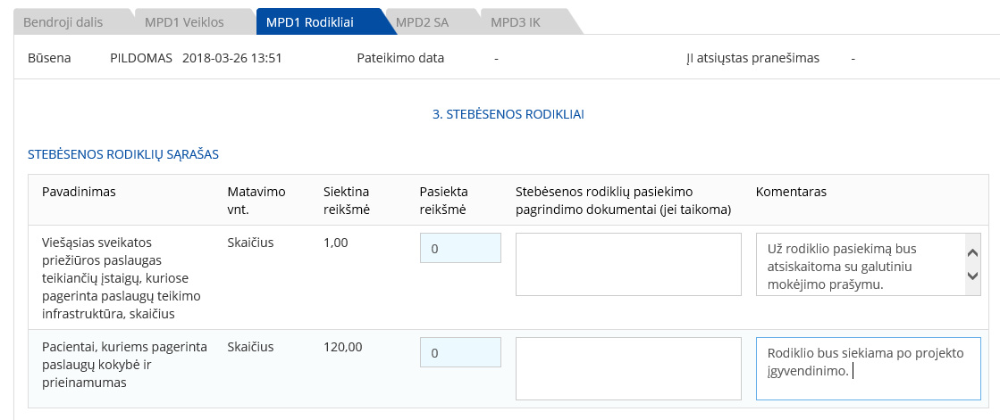 Bendroji dalis MPD1 Veiklos MPD1 Rodikliai MPD2 SA MPD3 IK
Būsena PILDOMAS 2018-03-26 13:51 Pateikimo data - ĮI atsiųstas pranešimas -
3. STEBĖSENOS RODIKLIAI
STEBĖSENOS RODIKLIŲ SĄRAŠAS
Pavadinimas
Matavimo
vnt.
Siektina
reikšmė
Pasiekta
reikšmė
Stebėsenos rodiklių pasiekimo
pagrindimo dokumentai (jei taikoma)
Komentaras
Viešąsias sveikatos
priežiūros paslaugas
teikiančių įstaigų, kuriose
pagerinta paslaugų teikimo
infrastruktūra, skaičius
Skaičius
1,00
0
Už rodiklio pasiekimą bus
atsiskaitoma su galutiniu
mokėjimo prašymu.
Pacientai, kuriems pagerinta
paslaugų kokybė ir
prieinamumas
Skaičius
120,00
0
Rodiklio bus siekiama po projekto
įgyvendinimo.